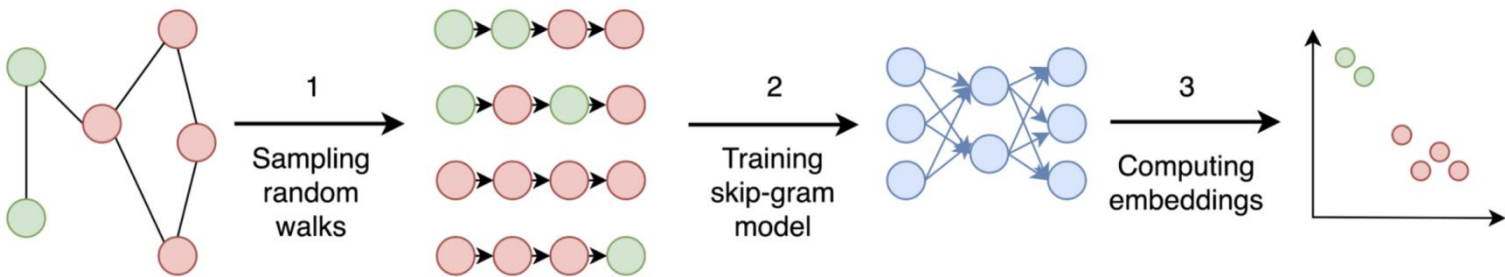 1
Sampling
random
walks
2
Training
skip-gram
model
3
Computing
embeddings